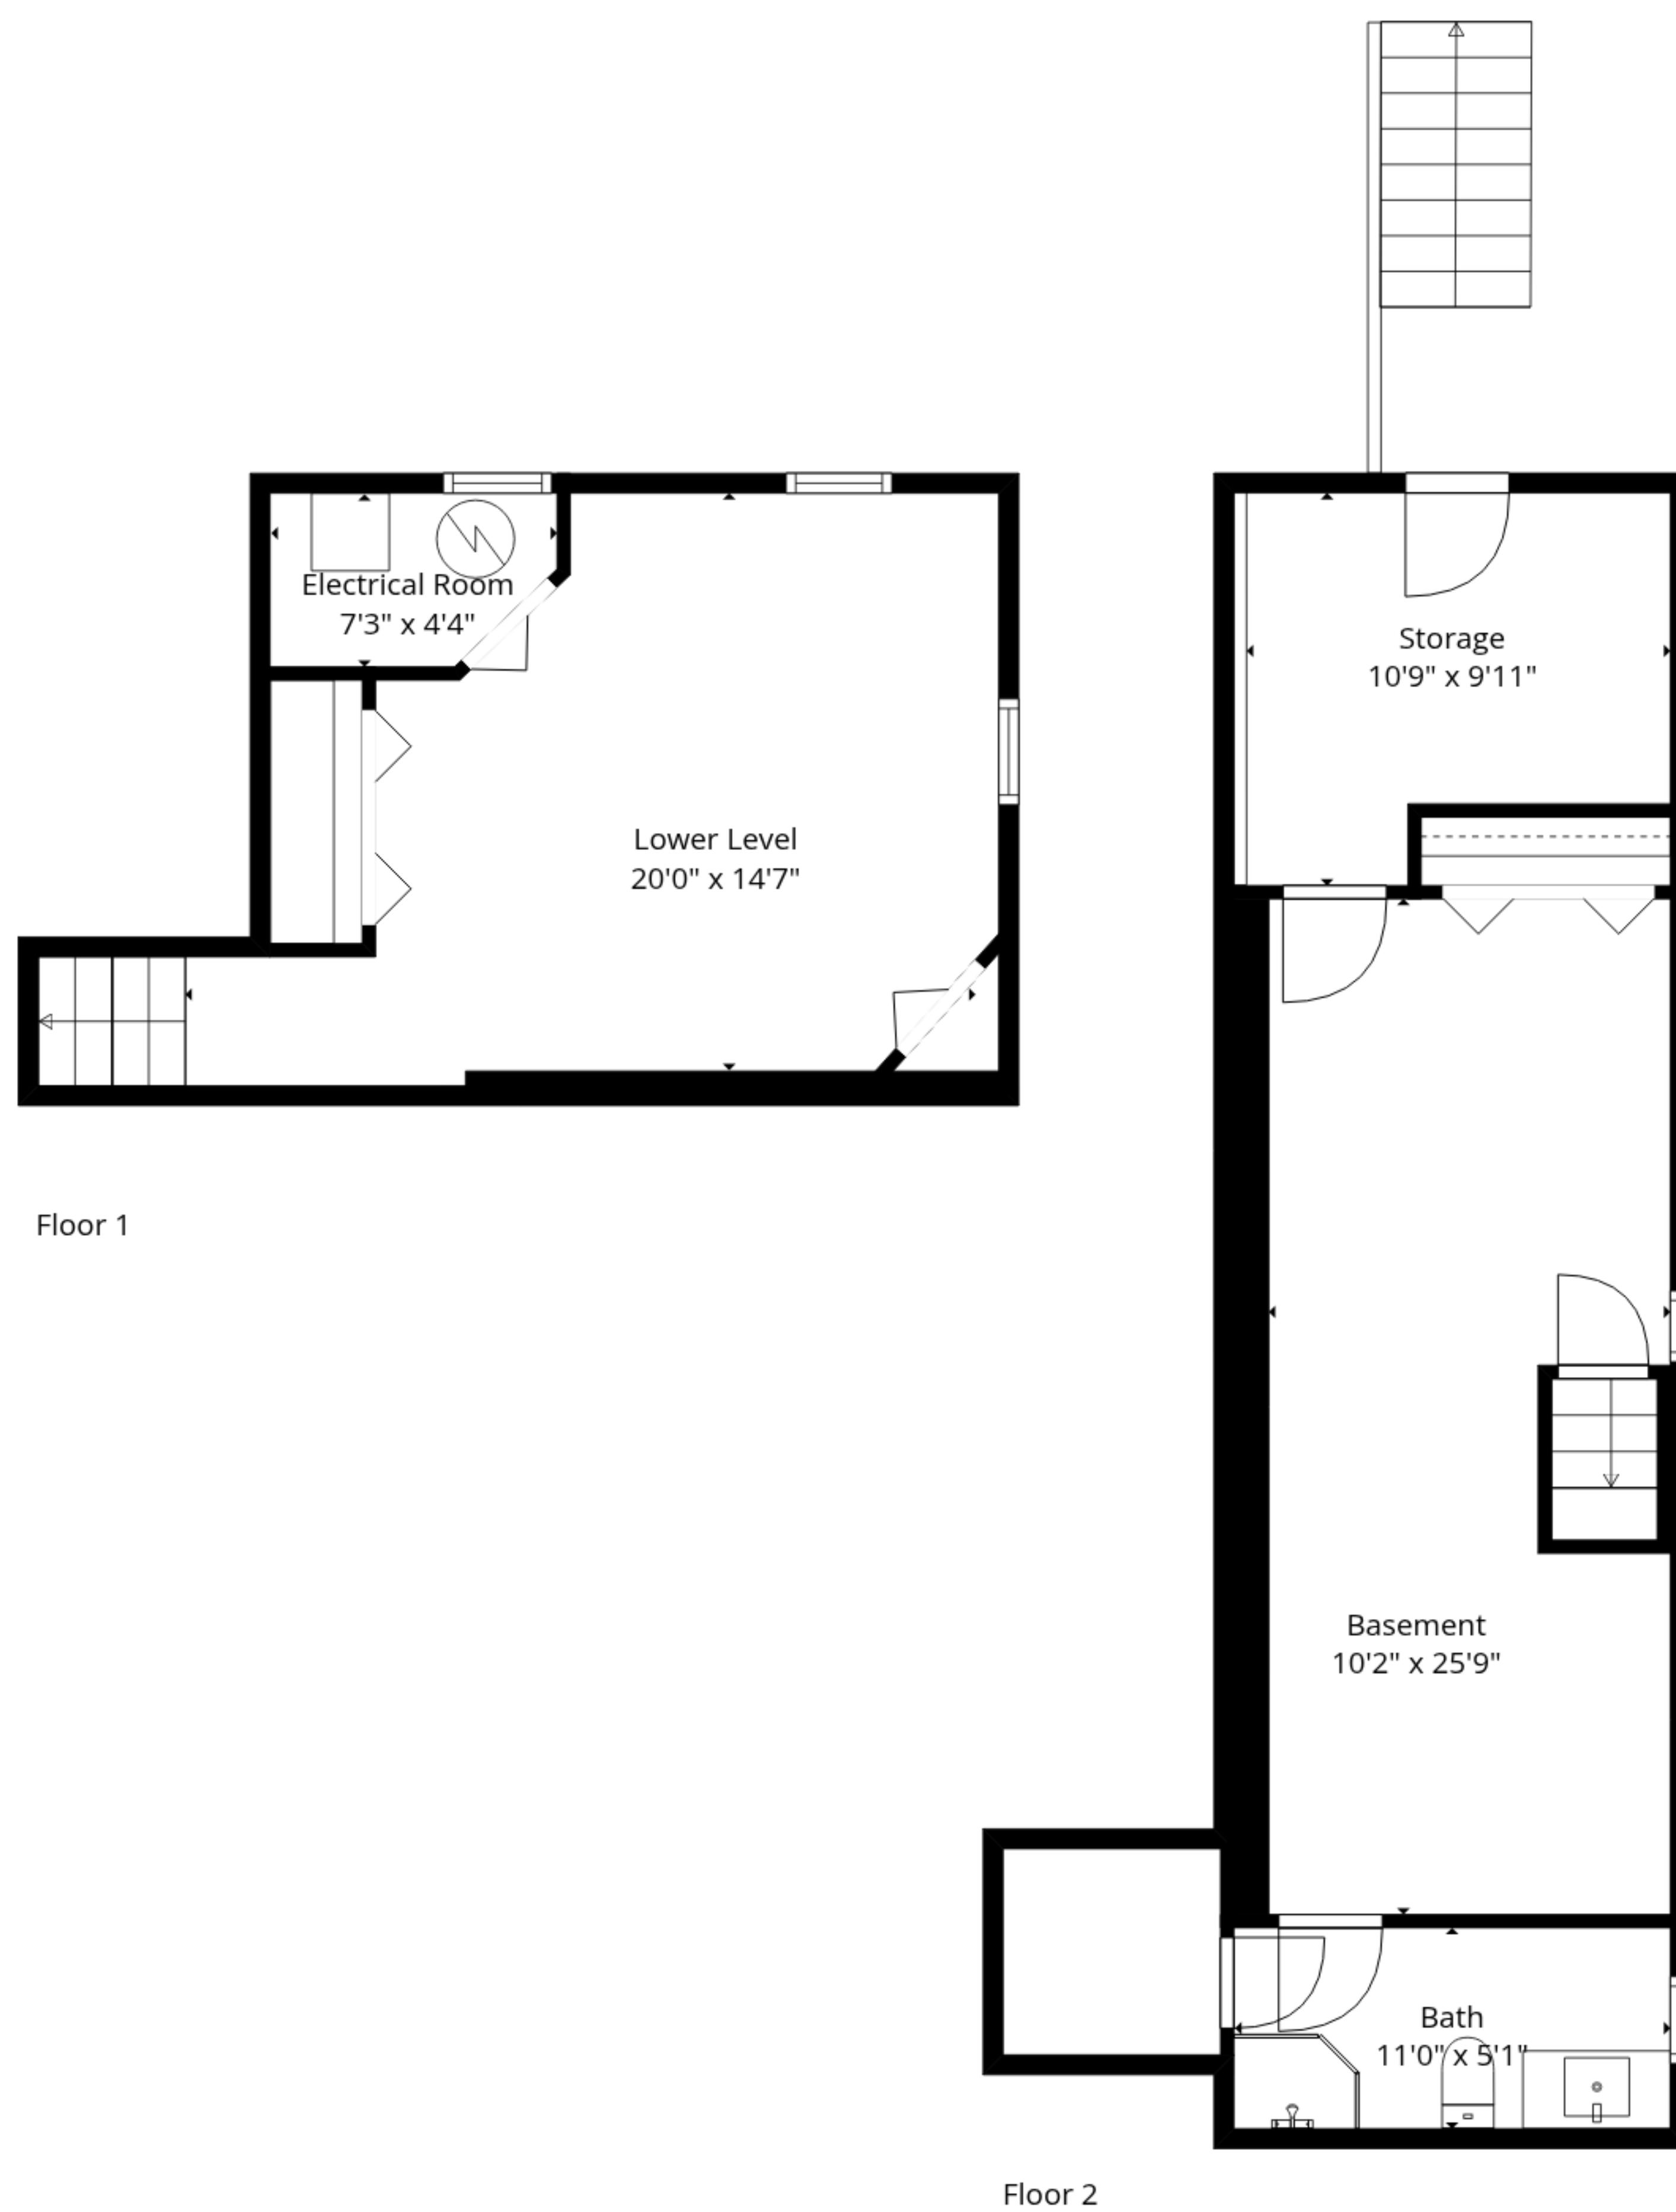 Electrical Room
7'3" x 4'4"
Lower Level
20'0" x 14'7"
Floor 1
Storage
10'9" x 9'11"
Basement
10'2" x 25'9"
Bath
11'0" x 5'1"
Floor 2